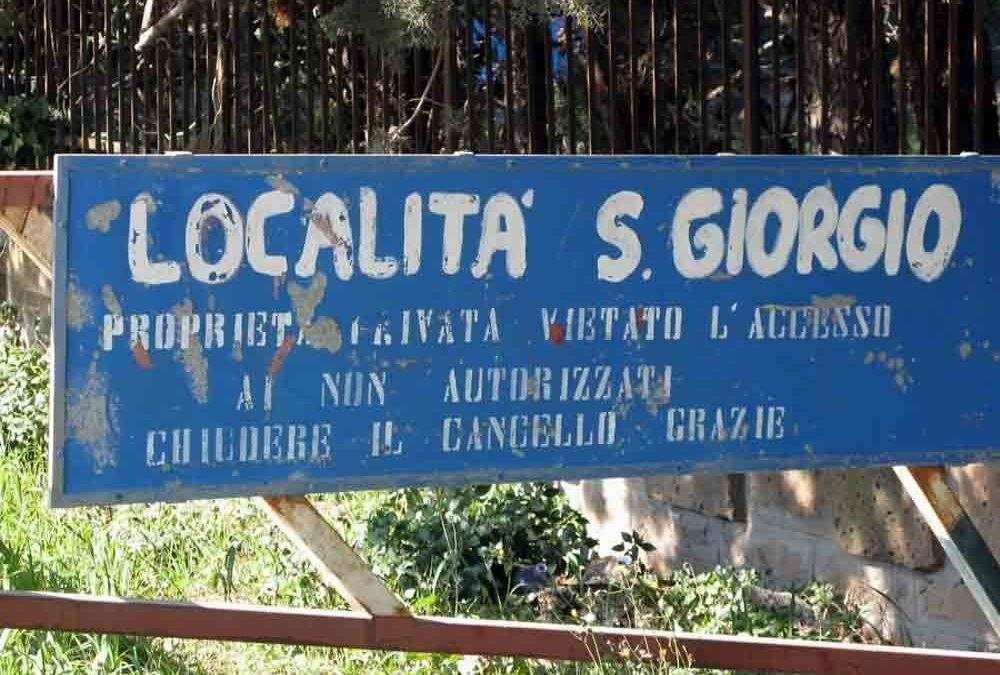 LOCALITA' S. GIORGIO
PROPRIETA PRIVATA VIETATO L'ACCESSO
AI NON AUTORIZZATI
CHIUDERE IL CANCELLO GRAZIE